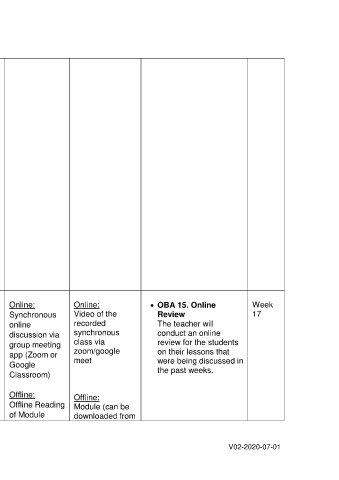 Online:
Synchronous
online
discussion via
group meeting
app (Zoom or
Google
Classroom)
Offline:
Offline Reading
of Module
Online:
Video of the
recorded
synchronous
class via
zoom/google
meet
Offline:
Module (can be
downloaded from
• OBA 15. Online
Review
The teacher will
conduct an online
review for the students
on their lessons that
were being discussed in
the past weeks.
Week
17
V02-2020-07-01